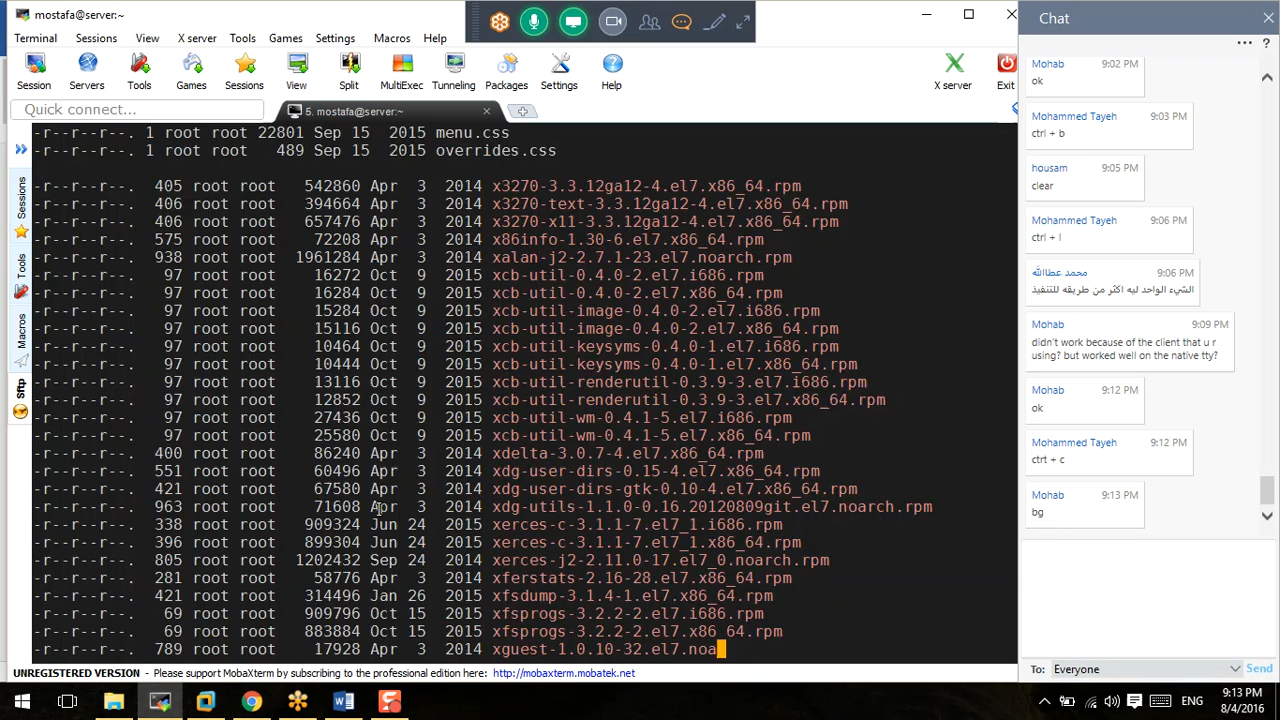 mostafa@server:~
Terminal Sessions View X server Tools Games Settings Macros Help
Session Servers Tools Games Sessions View Split MultiExec Tunneling Packages Settings Help X server Exit
Quick connect...
5. mostafa@server:~
Sessions
Tools
Macros
Sftp
-r--r--r--. 1 root root 22801 Sep 15 2015 menu.css
-r--r--r--. 1 root root 489 Sep 15 2015 overrides.css
-r--r--r--. 405 root root 542860 Apr 3 2014 x3270-3.3.12ga12-4.el7.x86_64.rpm
-r--r--r--. 406 root root 394664 Apr 3 2014 x3270-text-3.3.12ga12-4.el7.x86_64.rpm
-r--r--r--. 406 root root 657476 Apr 3 2014 x3270-x11-3.3.12ga12-4.el7.x86_64.rpm
-r--r--r--. 575 root root 72208 Apr 3 2014 x86info-1.30-6.el7.x86_64.rpm
-r--r--r--. 938 root root 1961284 Apr 3 2014 xalan-j2-2.7.1-23.el7.noarch.rpm
-r--r--r--. 97 root root 16272 Oct 9 2015 xcb-util-0.4.0-2.el7.i686.rpm
-r--r--r--. 97 root root 16284 Oct 9 2015 xcb-util-0.4.0-2.el7.x86_64.rpm
-r--r--r--. 97 root root 15284 Oct 9 2015 xcb-util-image-0.4.0-2.el7.i686.rpm
-r--r--r--. 97 root root 15116 Oct 9 2015 xcb-util-image-0.4.0-2.el7.x86_64.rpm
-r--r--r--. 97 root root 10464 Oct 9 2015 xcb-util-keysyms-0.4.0-1.el7.i686.rpm
-r--r--r--. 97 root root 10444 Oct 9 2015 xcb-util-keysyms-0.4.0-1.el7.x86_64.rpm
-r--r--r--. 97 root root 13116 Oct 9 2015 xcb-util-renderutil-0.3.9-3.el7.i686.rpm
-r--r--r--. 97 root root 12852 Oct 9 2015 xcb-util-renderutil-0.3.9-3.el7.x86_64.rpm
-r--r--r--. 97 root root 27436 Oct 9 2015 xcb-util-wm-0.4.1-5.el7.i686.rpm
-r--r--r--. 97 root root 25580 Oct 9 2015 xcb-util-wm-0.4.1-5.el7.x86_64.rpm
-r--r--r--. 400 root root 86240 Apr 3 2014 xdelta-3.0.7-4.el7.x86_64.rpm
-r--r--r--. 551 root root 60496 Apr 3 2014 xdg-user-dirs-0.15-4.el7.x86_64.rpm
-r--r--r--. 421 root root 67580 Apr 3 2014 xdg-user-dirs-gtk-0.10-4.el7.x86_64.rpm
-r--r--r--. 963 root root 71608 Apr 3 2014 xdg-utils-1.1.0-0.16.20120809git.el7.noarch.rpm
-r--r--r--. 338 root root 909324 Jun 24 2015 xerces-c-3.1.1-7.el7_1.i686.rpm
-r--r--r--. 396 root root 899304 Jun 24 2015 xerces-c-3.1.1-7.el7_1.x86_64.rpm
-r--r--r--. 805 root root 1202432 Sep 24 2014 xerces-j2-2.11.0-17.el7_0.noarch.rpm
-r--r--r--. 281 root root 58776 Apr 3 2014 xferstats-2.16-28.el7.x86_64.rpm
-r--r--r--. 421 root root 314496 Jan 26 2015 xfsdump-3.1.4-1.el7.x86_64.rpm
-r--r--r--. 69 root root 909796 Oct 15 2015 xfsprogs-3.2.2-2.el7.i686.rpm
-r--r--r--. 69 root root 883884 Oct 15 2015 xfsprogs-3.2.2-2.el7.x86_64.rpm
-r--r--r--. 789 root root 17928 Apr 3 2014 xguest-1.0.10-32.el7.noa
UNREGISTERED VERSION - Please support MobaXterm by subscribing to the professional edition here: http://mobaxterm.mobatek.net
Chat
Mohab 9:02 PM
ok
Mohammed Tayeh 9:03 PM
ctrl + b
housam 9:05 PM
clear
Mohammed Tayeh 9:06 PM
ctrl + l
محمد عطاالله 9:06 PM
الشيء الواحد ليه اكثر من طريقه للتنفيذ
Mohab 9:09 PM
didn't work because of the client that u r
using? but worked well on the native tty?
Mohab 9:12 PM
ok
Mohammed Tayeh 9:12 PM
ctrt + c
Mohab 9:13 PM
bg
To: Everyone Send
ENG 9:13 PM
8/4/2016